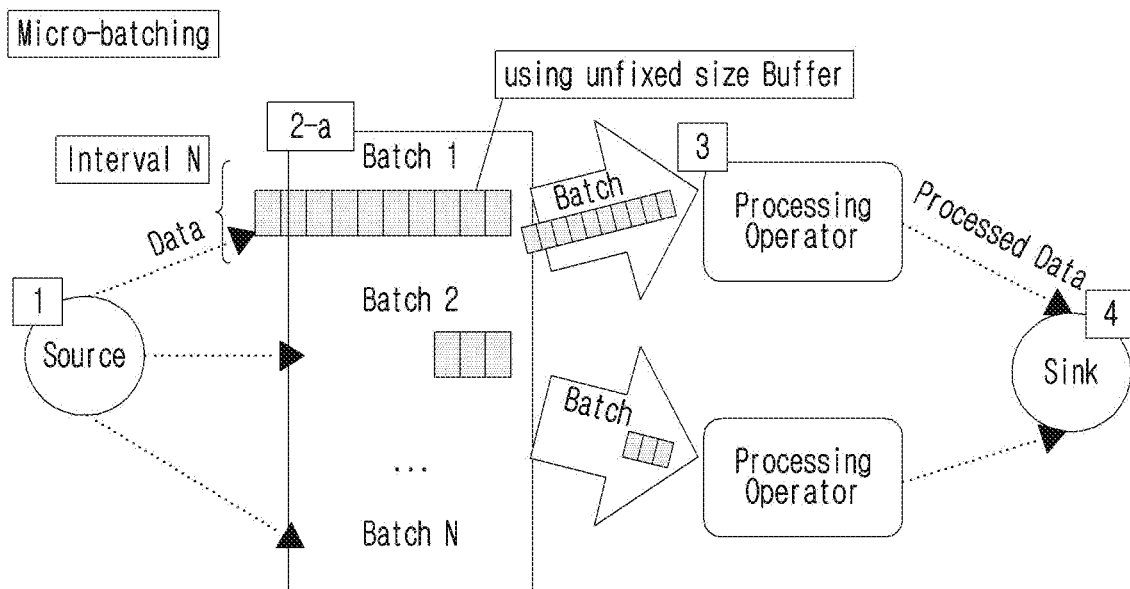 Micro-batching
using unfixed size Buffer
2-a
Interval N
Batch 1
Data
Batch
3
Processing
Operator
Processed Data
1
Source
Batch 2
4
Sink
Batch
Processing
Operator
...
Batch N